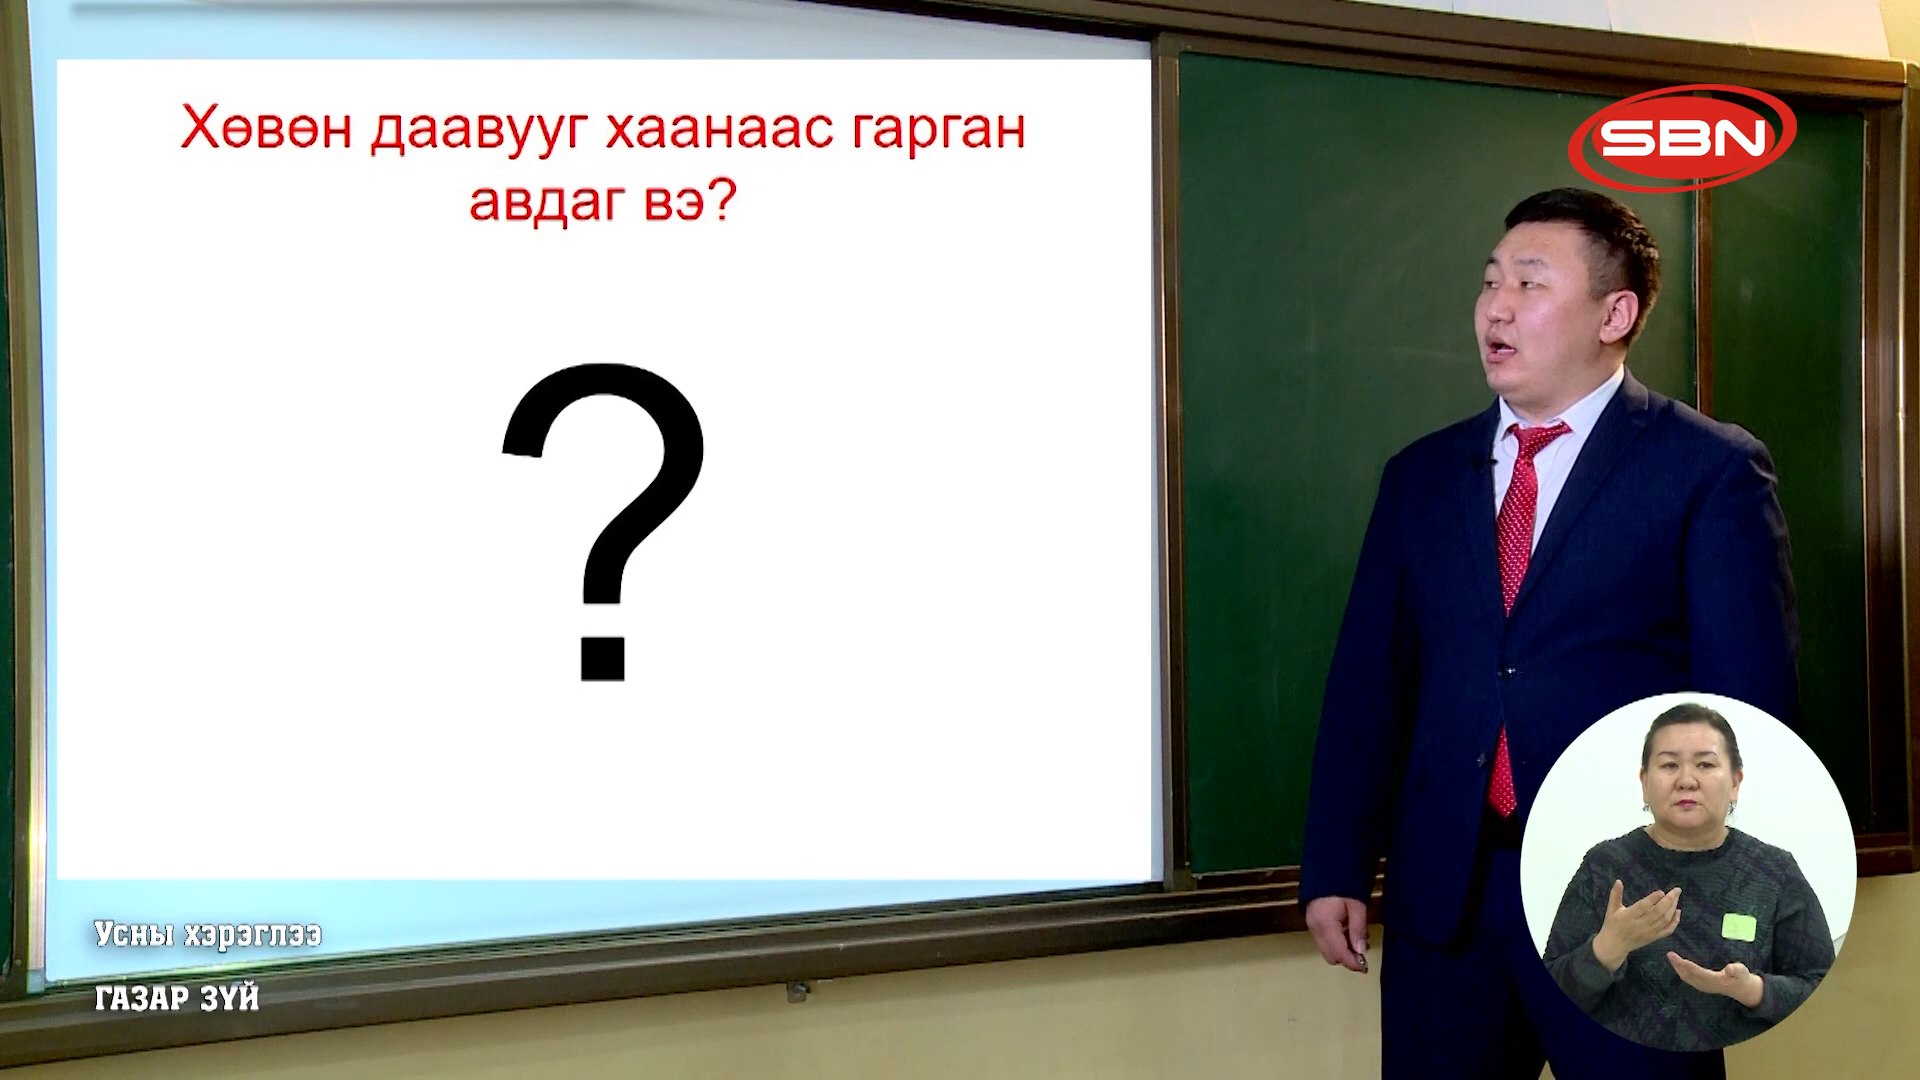 Хөвөн даавууг хаанаас гарган
авдаг вэ?
?
SBN
Усны хэрэглээ
ГАЗАР ЗҮЙ